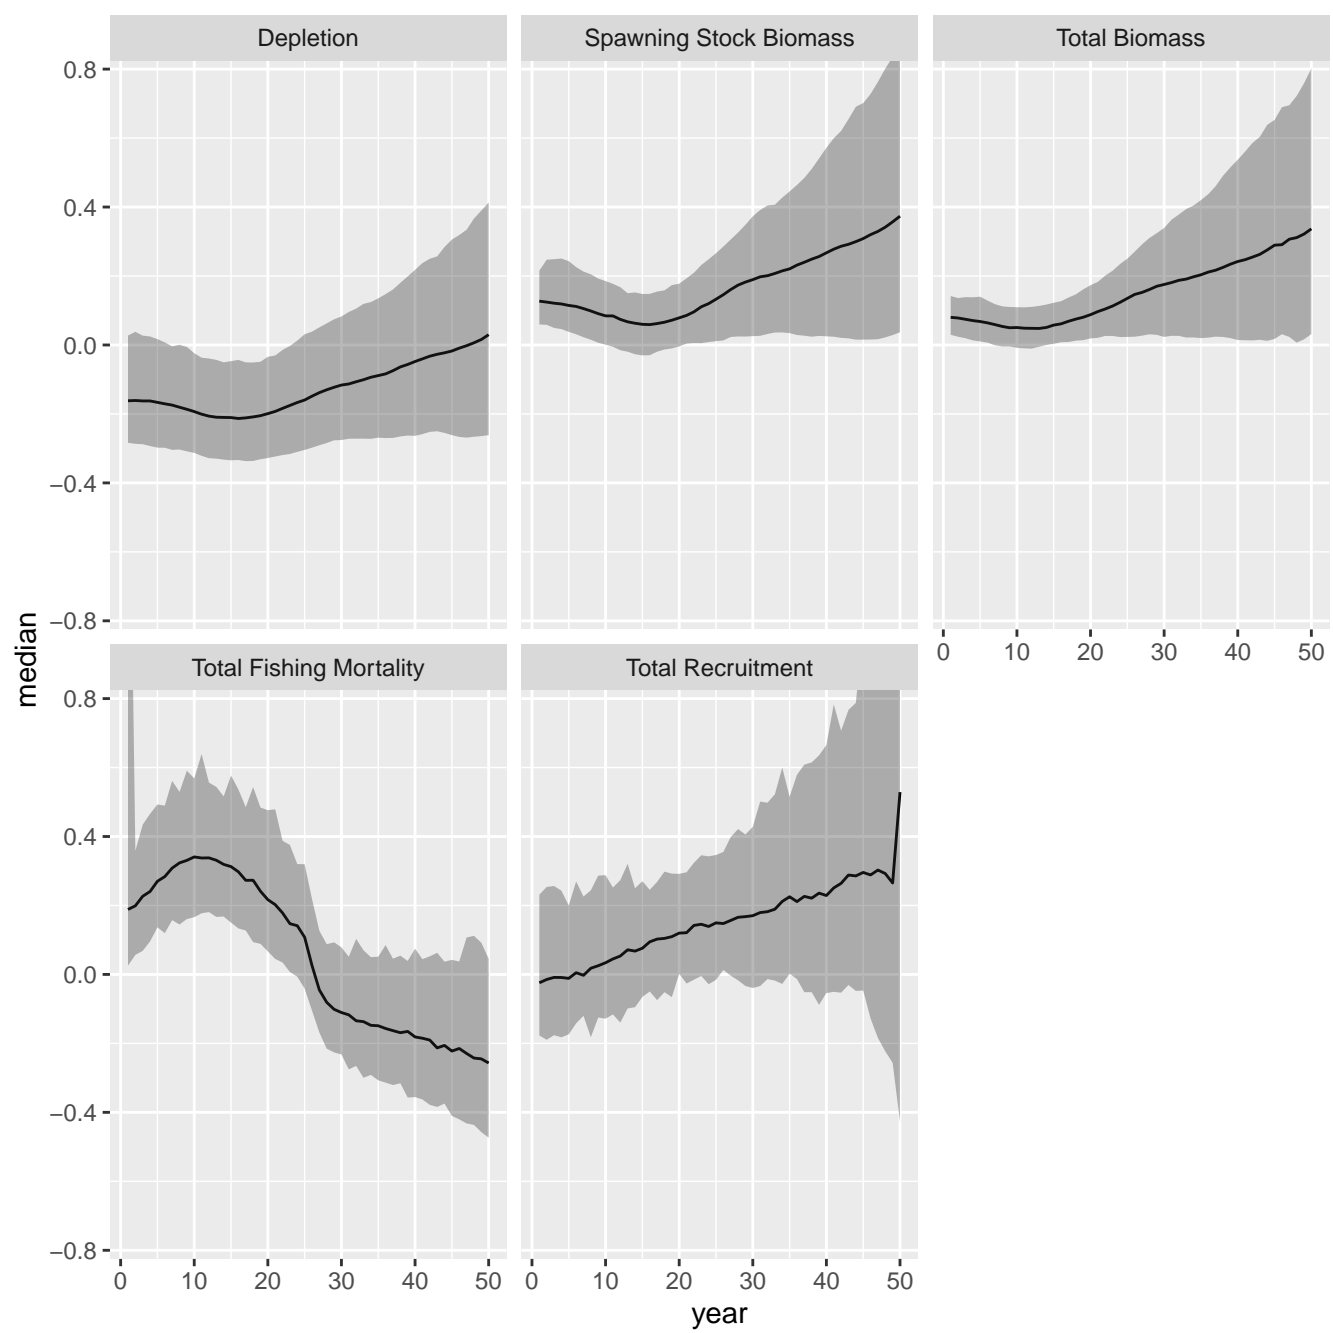 Depletion
Spawning Stock Biomass
Total Biomass
0.8
0.4
0.0
−0.4
−0.8
0 10 20 30 40 50
median
Total Fishing Mortality
Total Recruitment
0.8
0.4
0.0
−0.4
−0.8
0 10 20 30 40 50
0 10 20 30 40 50
year